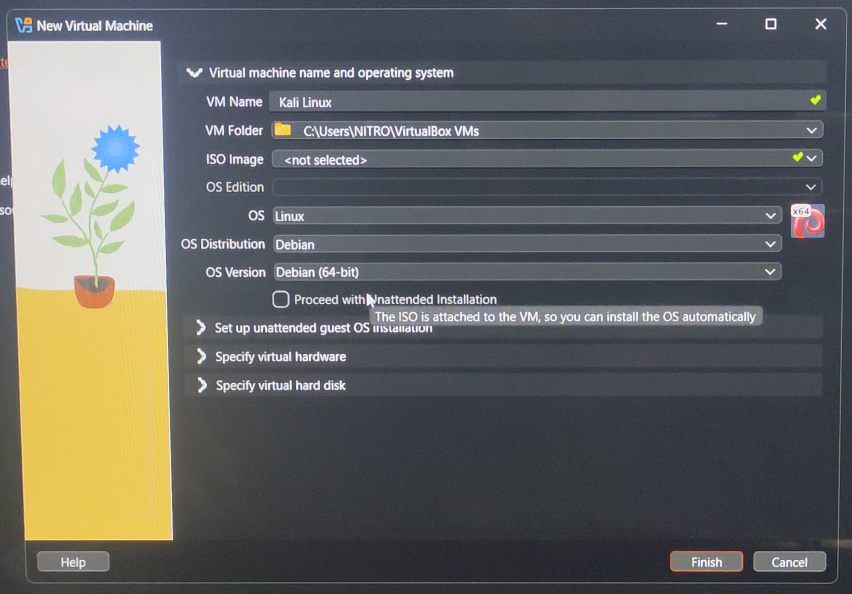 New Virtual Machine
Virtual machine name and operating system
VM Name Kali Linux
VM Folder C:\Users\NITRO\VirtualBox VMs
ISO Image <not selected>
OS Edition
OS Linux
x64
OS Distribution Debian
OS Version Debian (64-bit)
Proceed with Unattended Installation
The ISO is attached to the VM, so you can install the OS automatically
Set up unattended guest OS installation
Specify virtual hardware
Specify virtual hard disk
Help Finish Cancel